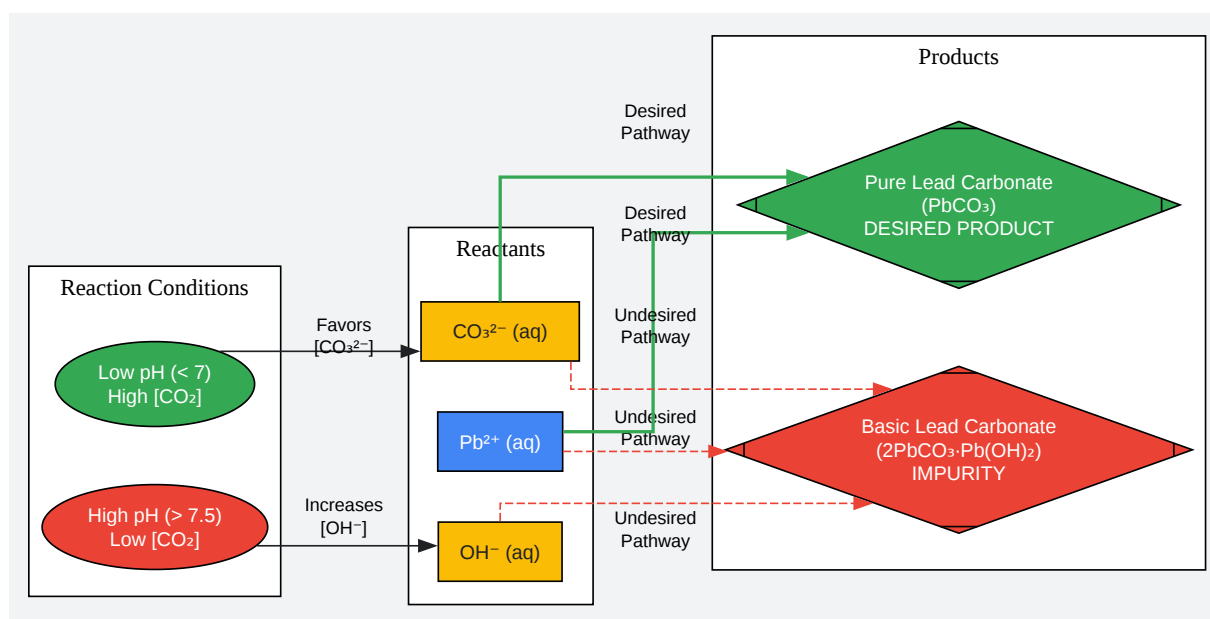 Reaction Conditions
Low pH (< 7)
High [CO₂]
High pH (> 7.5)
Low [CO₂]
Favors
[CO₃²⁻]
Increases
[OH⁻]
Reactants
CO₃²⁻ (aq)
Pb²⁺ (aq)
OH⁻ (aq)
Desired
Pathway
Desired
Pathway
Undesired
Pathway
Undesired
Pathway
Undesired
Pathway
Products
Pure Lead Carbonate
(PbCO₃)
DESIRED PRODUCT
Basic Lead Carbonate
(2PbCO₃·Pb(OH)₂)
IMPURITY